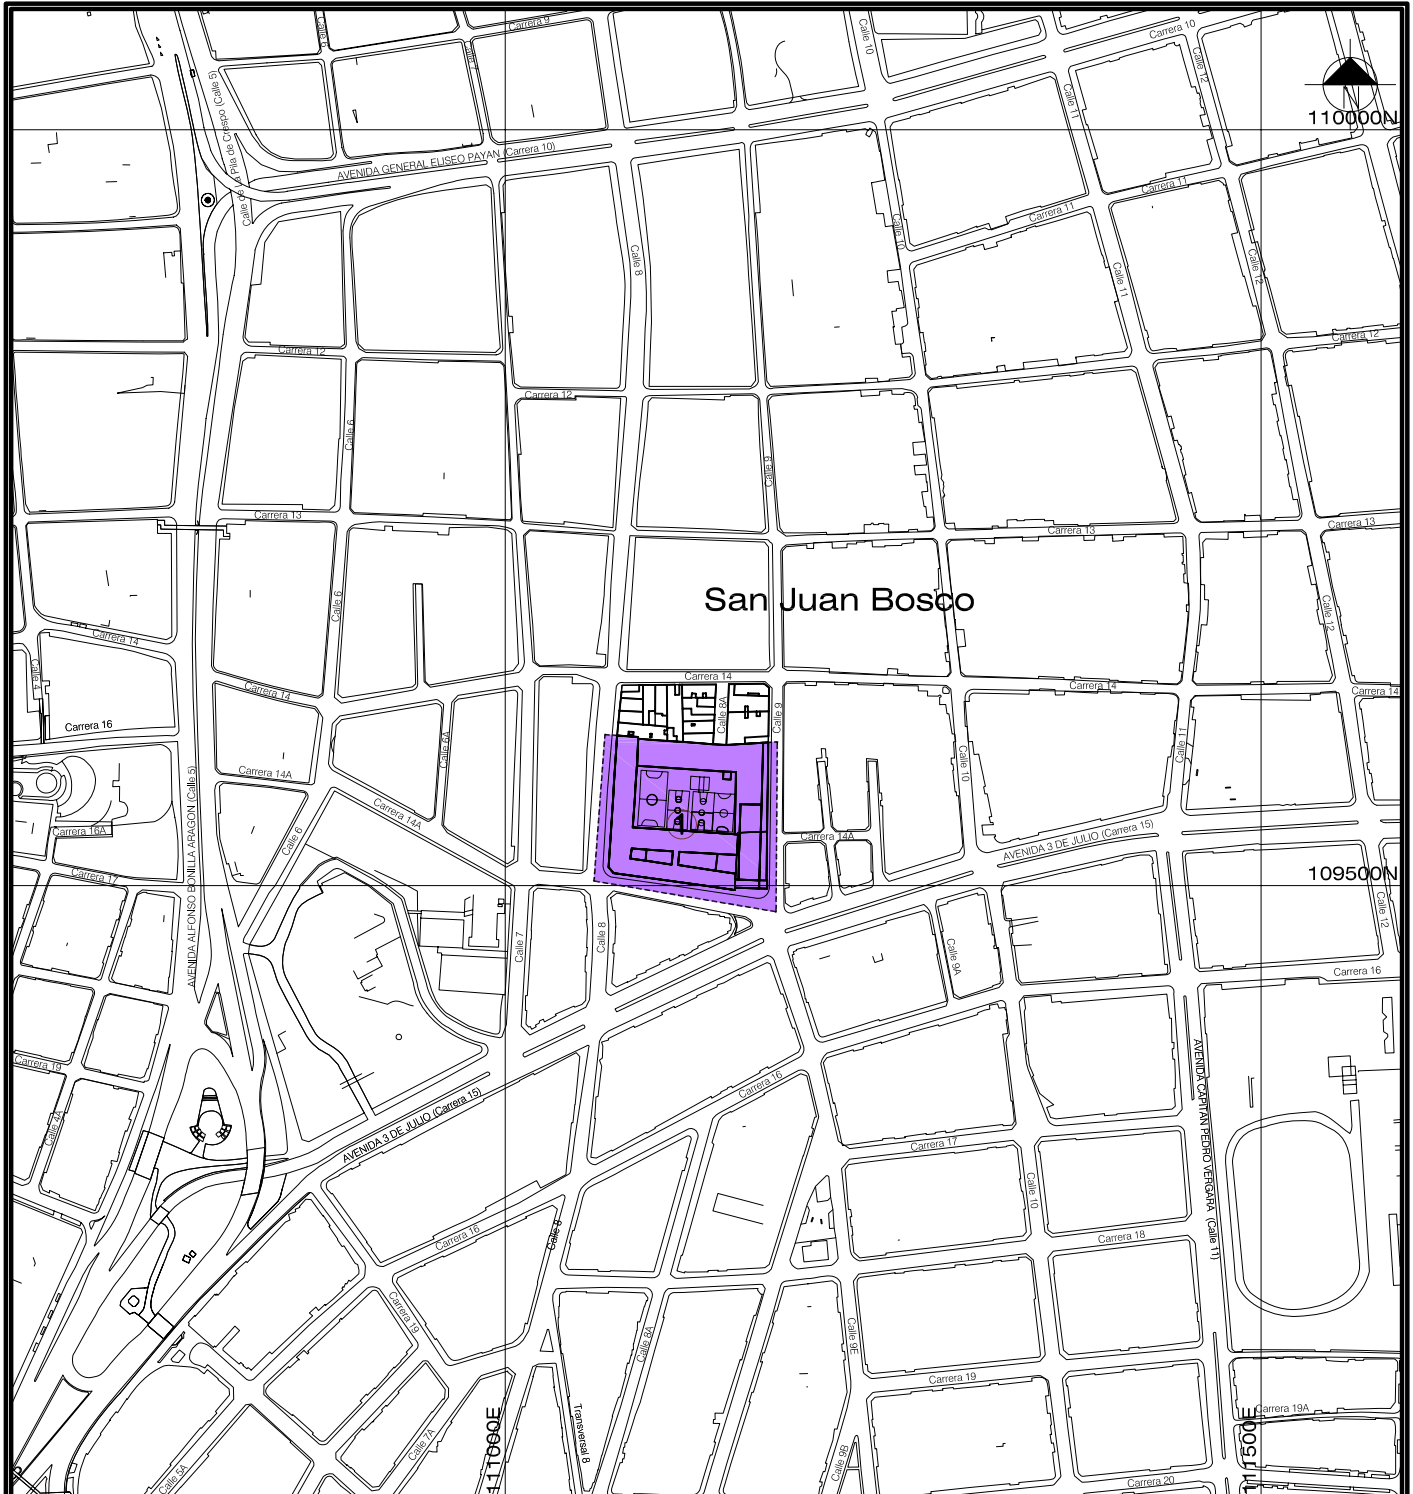 Carrera 9
Calle 6
Calle 7
Calle 10
Carrera 10
Calle 12
Calle 11
110000N
Calle de La Pila de Crespo (Calle 5)
AVENIDA GENERAL ELISEO PAYAN (Carrera 10)
Carrera 11
Carrera 11
Calle 10
Calle 8
Calle 11
Calle 12
Carrera 12
Carrera 12
Carrera 12
Calle 6
Calle 9
Carrera 13
Carrera 13
Carrera 13
San Juan Bosco
Calle 6
Calle 12
Carrera 14
Calle 4
Carrera 14
Carrera 14
Carrera 14
Carrera 14
Calle 8A
Calle 9
Carrera 16
Calle 6A
Calle 10
Calle 11
Carrera 14A
AVENIDA ALFONSO BONILLA ARAGON (Calle 5)
Carrera 14A
Calle 6
Carrera 14A
AVENIDA 3 DE JULIO (Carrera 15)
Carrera 16A
Carrera 17
109500N
Calle 12
Calle 7
Calle 8
Calle 9A
Carrera 16
Carrera 19
Calle 4A
AVENIDA 3 DE JULIO (Carrera 15)
Carrera 16
AVENIDA CAPITAN PEDRO VERGARA (Calle 11)
Carrera 17
Calle 10
Carrera 16
Calle 8
Carrera 18
Carrera 19
Calle 8A
Calle 9E
Carrera 19
Carrera 19A
Transversal 8
Calle 7A
Calle 5A
111000E
Calle 9B
111500E
Carrera 20